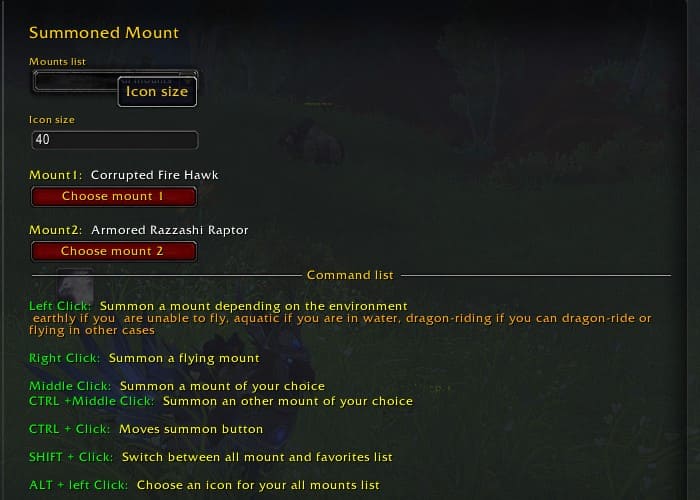 Summoned Mount
Mounts list
Icon size
Icon size
40
Mount1: Corrupted Fire Hawk
Choose mount 1
Mount2: Armored Razzashi Raptor
Choose mount 2
Command list
Left Click: Summon a mount depending on the environment
earthly if you are unable to fly, aquatic if you are in water, dragon-riding if you can dragon-ride or
flying in other cases
Right Click: Summon a flying mount
Middle Click: Summon a mount of your choice
CTRL +Middle Click: Summon an other mount of your choice
CTRL + Click: Moves summon button
SHIFT + Click: Switch between all mount and favorites list
ALT + left Click: Choose an icon for your all mounts list